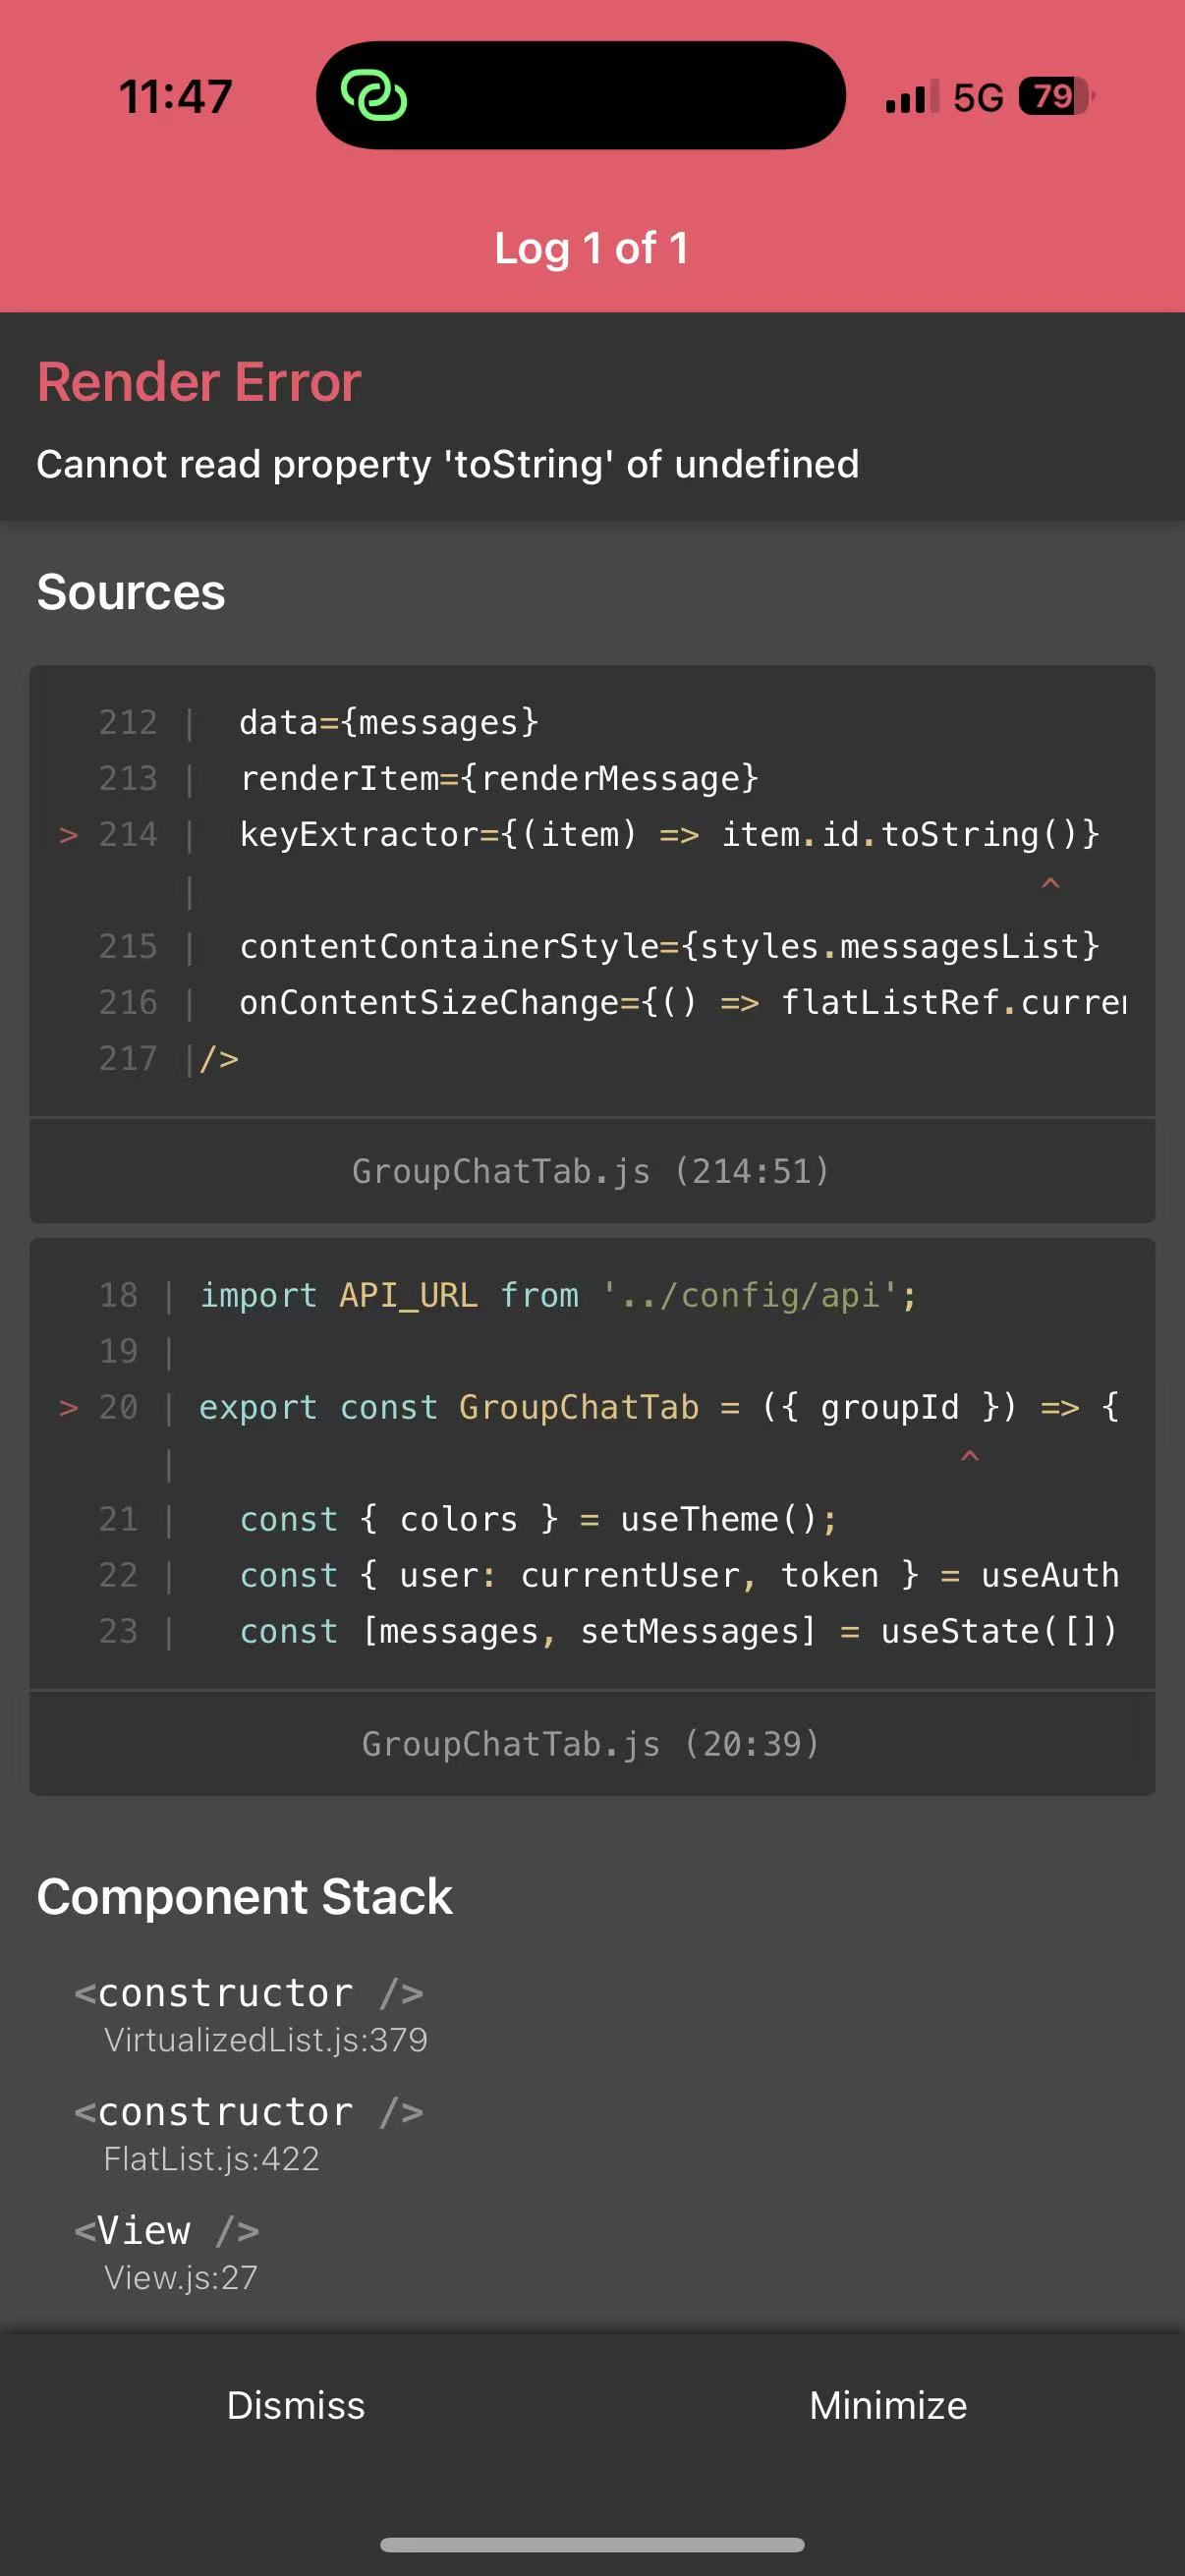 11:47
5G
79
Log 1 of 1
Render Error
Cannot read property 'toString' of undefined
Sources
212 | data={messages}
213 | renderItem={renderMessage}
> 214 | keyExtractor={(item) => item.id.toString()}
| ^
215 | contentContainerStyle={styles.messagesList}
216 | onContentSizeChange={() => flatListRef.curre
217 |/>
GroupChatTab.js (214:51)
18 | import API_URL from '../config/api';
19 |
> 20 | export const GroupChatTab = ({ groupId }) => {
| ^
21 | const { colors } = useTheme();
22 | const { user: currentUser, token } = useAuth
23 | const [messages, setMessages] = useState([])
GroupChatTab.js (20:39)
Component Stack
<constructor />
VirtualizedList.js:379
<constructor />
FlatList.js:422
<View />
View.js:27
Dismiss
Minimize